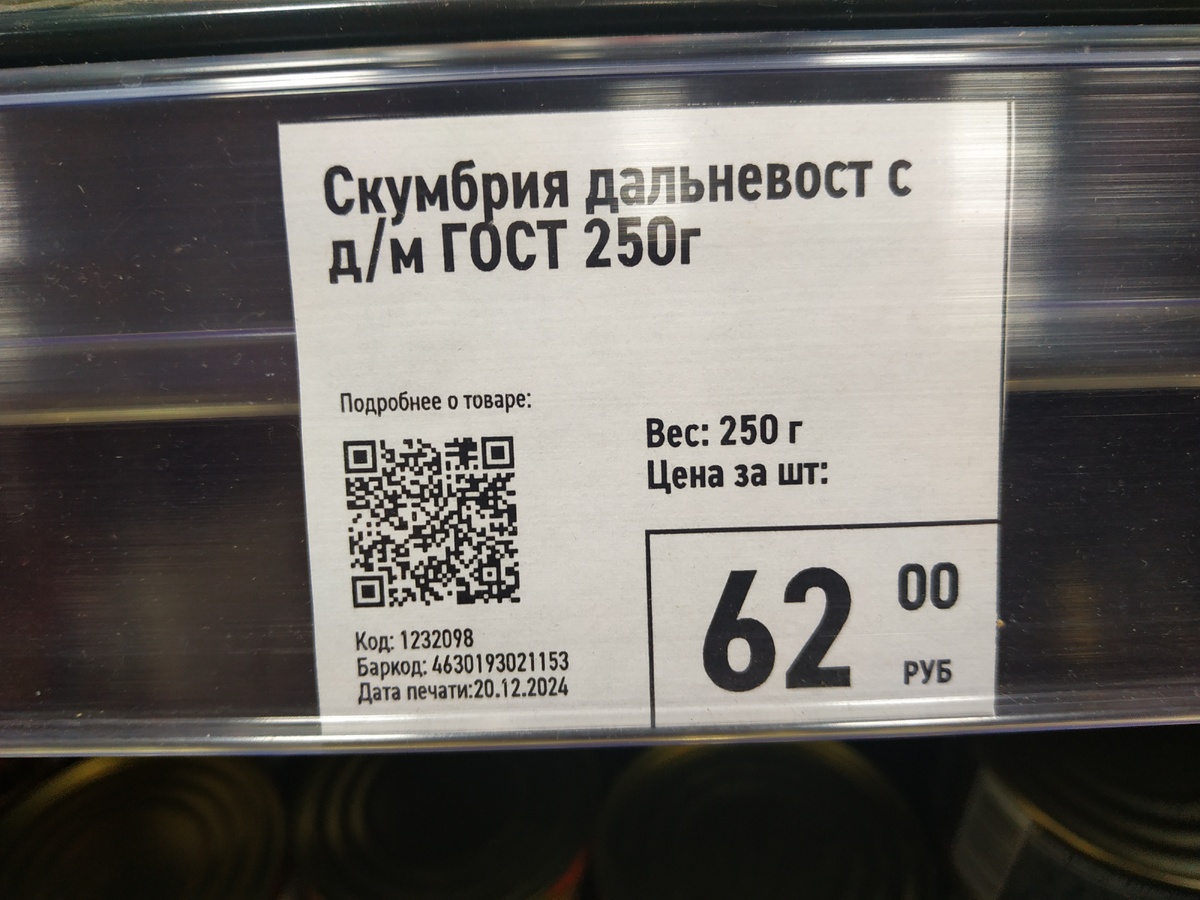 Скумбрия дальневост с
д/м ГОСТ 250г
Подробнее о товаре:
Вес: 250 г
Цена за шт:
62 00
РУБ
Код: 1232098
Баркод: 4630193021153
Дата печати:20.12.2024